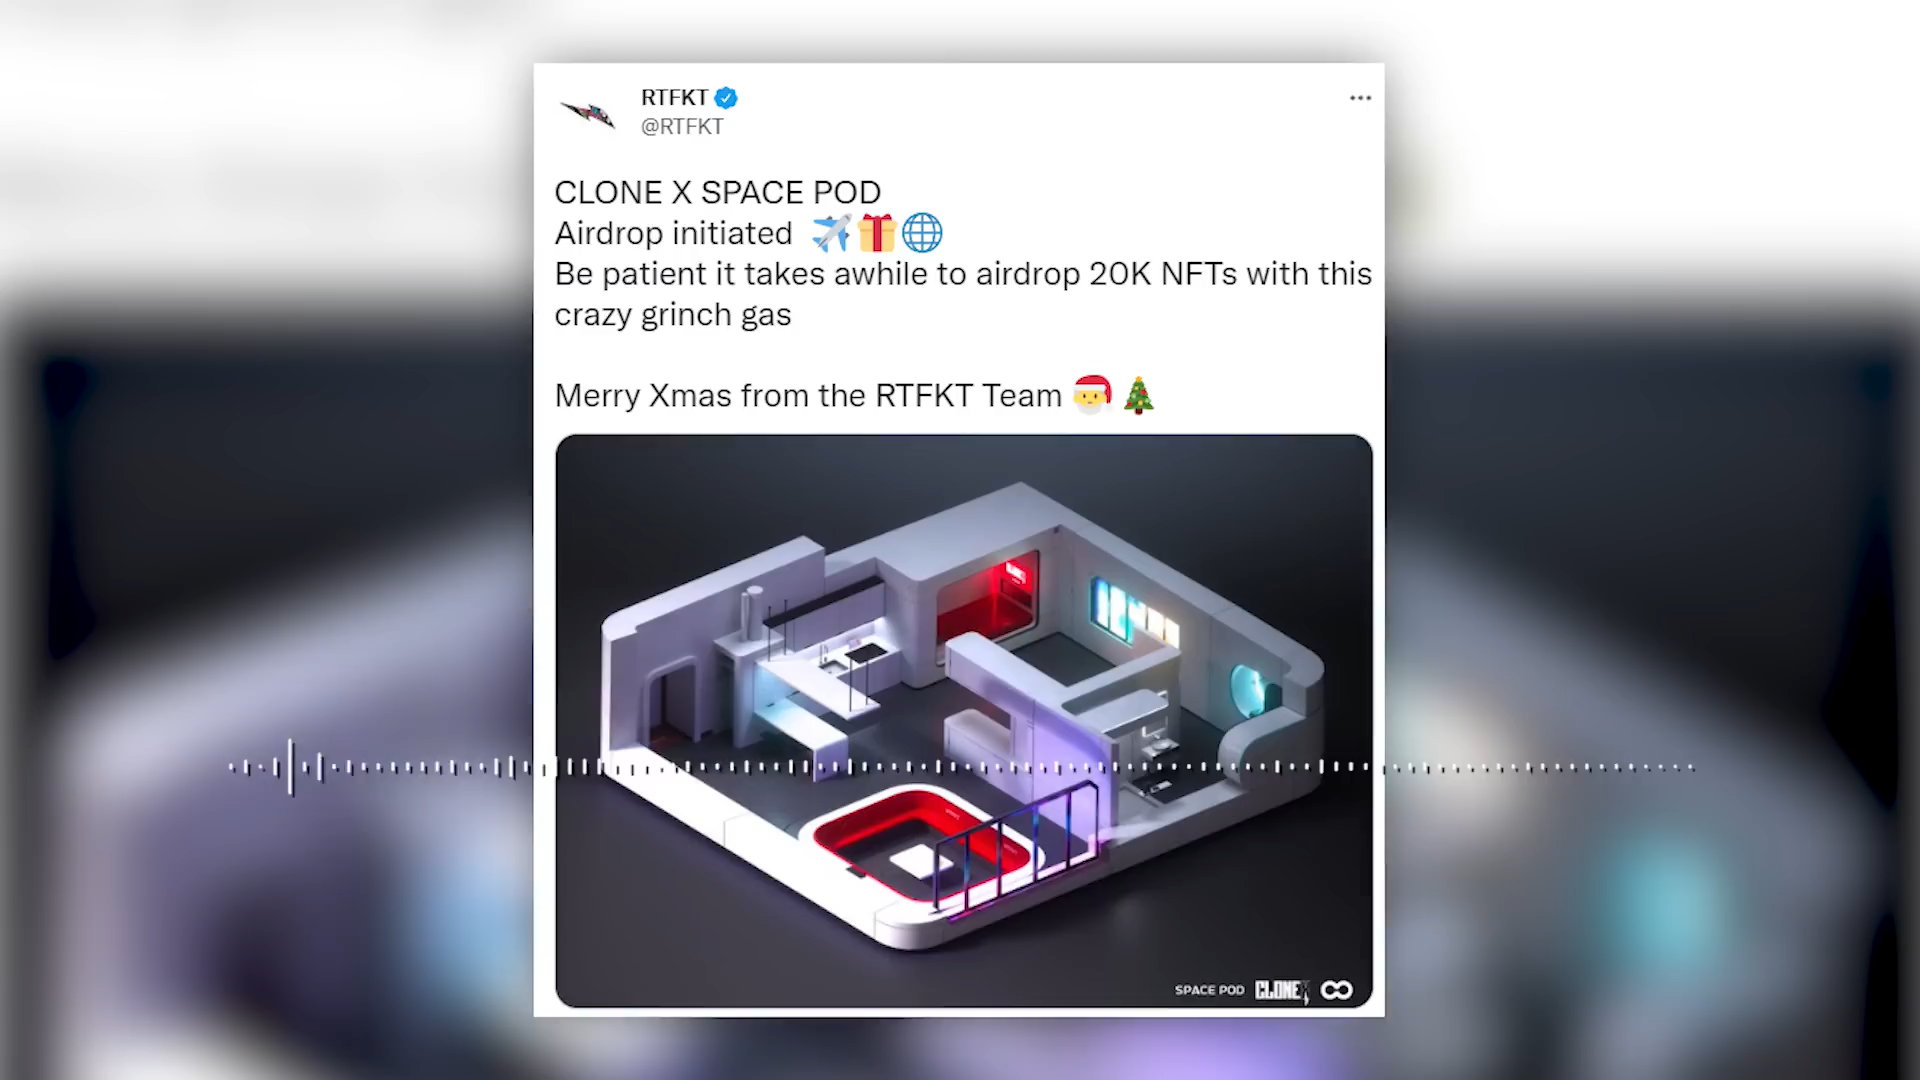 RTFKT
@RTFKT
CLONE X SPACE POD
Airdrop initiated ✈️🎁🌐
Be patient it takes awhile to airdrop 20K NFTs with this
crazy grinch gas
Merry Xmas from the RTFKT Team 🎅🎄
SPACE POD CLONE X